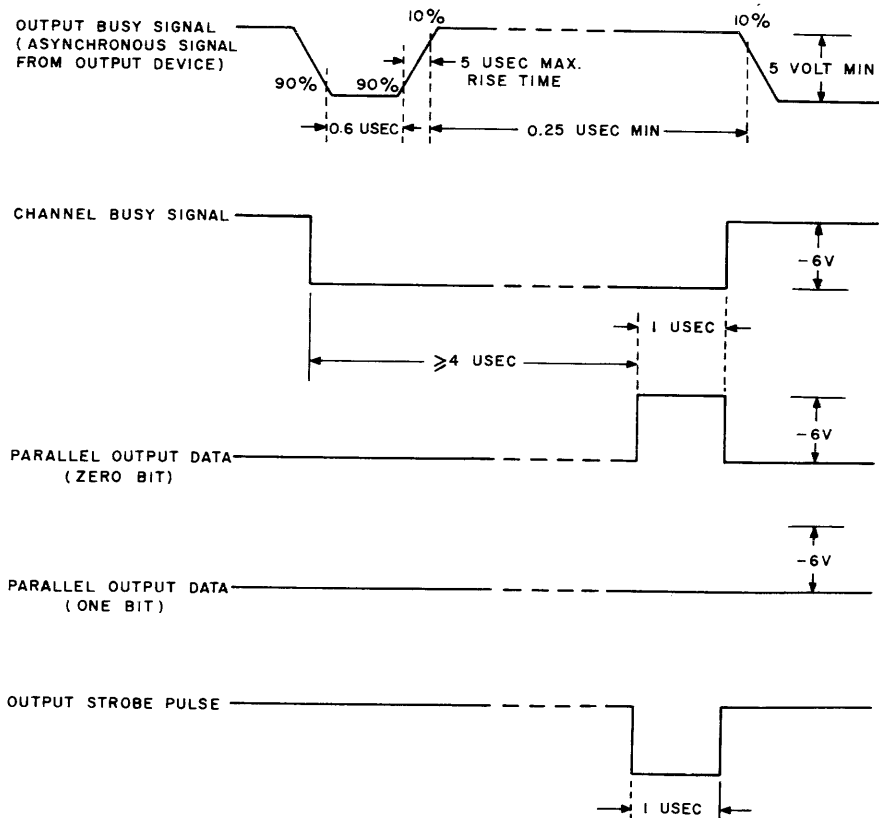 OUTPUT BUSY SIGNAL
(ASYNCHRONOUS SIGNAL
FROM OUTPUT DEVICE)
10%
10%
90%
90%
5 USEC MAX.
RISE TIME
5 VOLT MIN
0.6 USEC
0.25 USEC MIN
CHANNEL BUSY SIGNAL
-6V
1 USEC
≥4 USEC
PARALLEL OUTPUT DATA
(ZERO BIT)
-6V
PARALLEL OUTPUT DATA
(ONE BIT)
-6V
OUTPUT STROBE PULSE
1 USEC